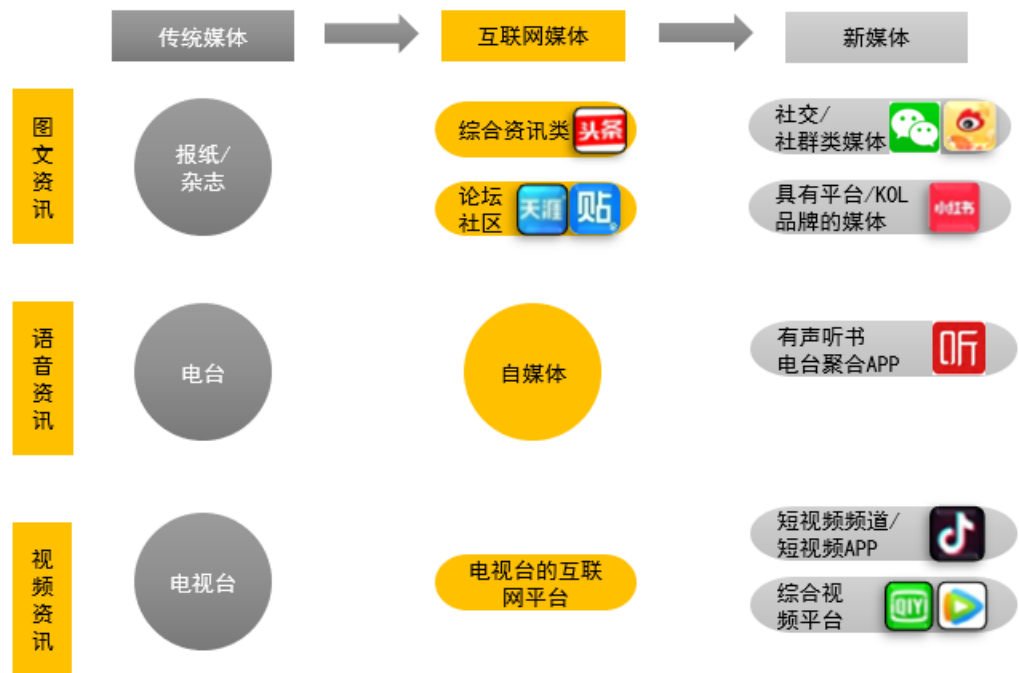 传统媒体
互联网媒体
新媒体
图
文
资
讯
报纸/
杂志
综合资讯类
头条
论坛
社区
天涯
贴
社交/
社群类媒体
具有平台/KOL
品牌的媒体
小红书
语
音
资
讯
电台
自媒体
有声听书
电台聚合APP
听
视
频
资
讯
电视台
电视台的互联
网平台
短视频频道/
短视频APP
综合视
频平台
QIYI